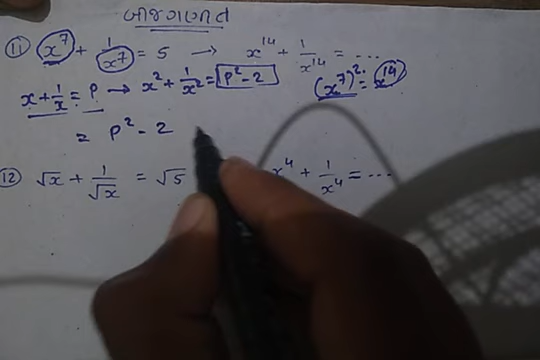 બીજગણિત
⑪ x⁷ + 1/x⁷ = 5 → x¹⁴ + 1/x¹⁴ = ...
x + 1/x = P → x² + 1/x² = P² - 2 (x⁷)² = x¹⁴
= P² - 2
⑫ √x + 1/√x = √5 x⁴ + 1/x⁴ = ...